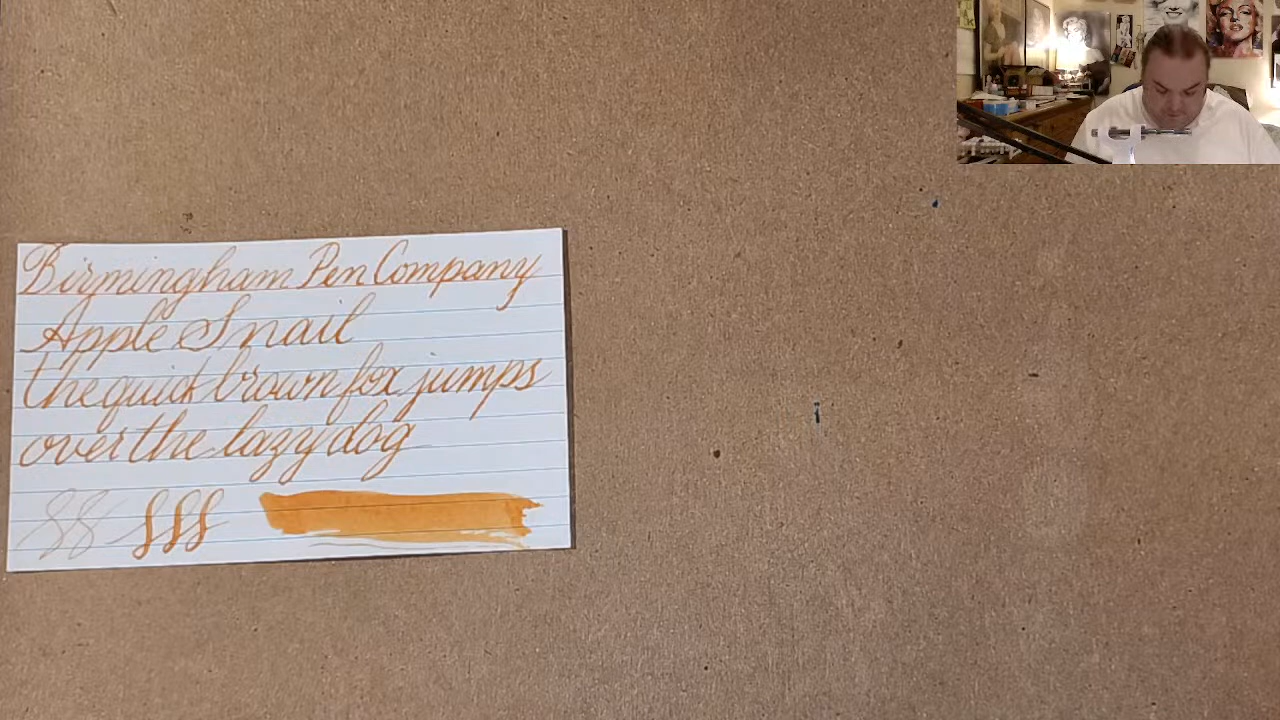 Birmingham Pen Company
Apple Snail
the quick brown fox jumps
over the lazy dog